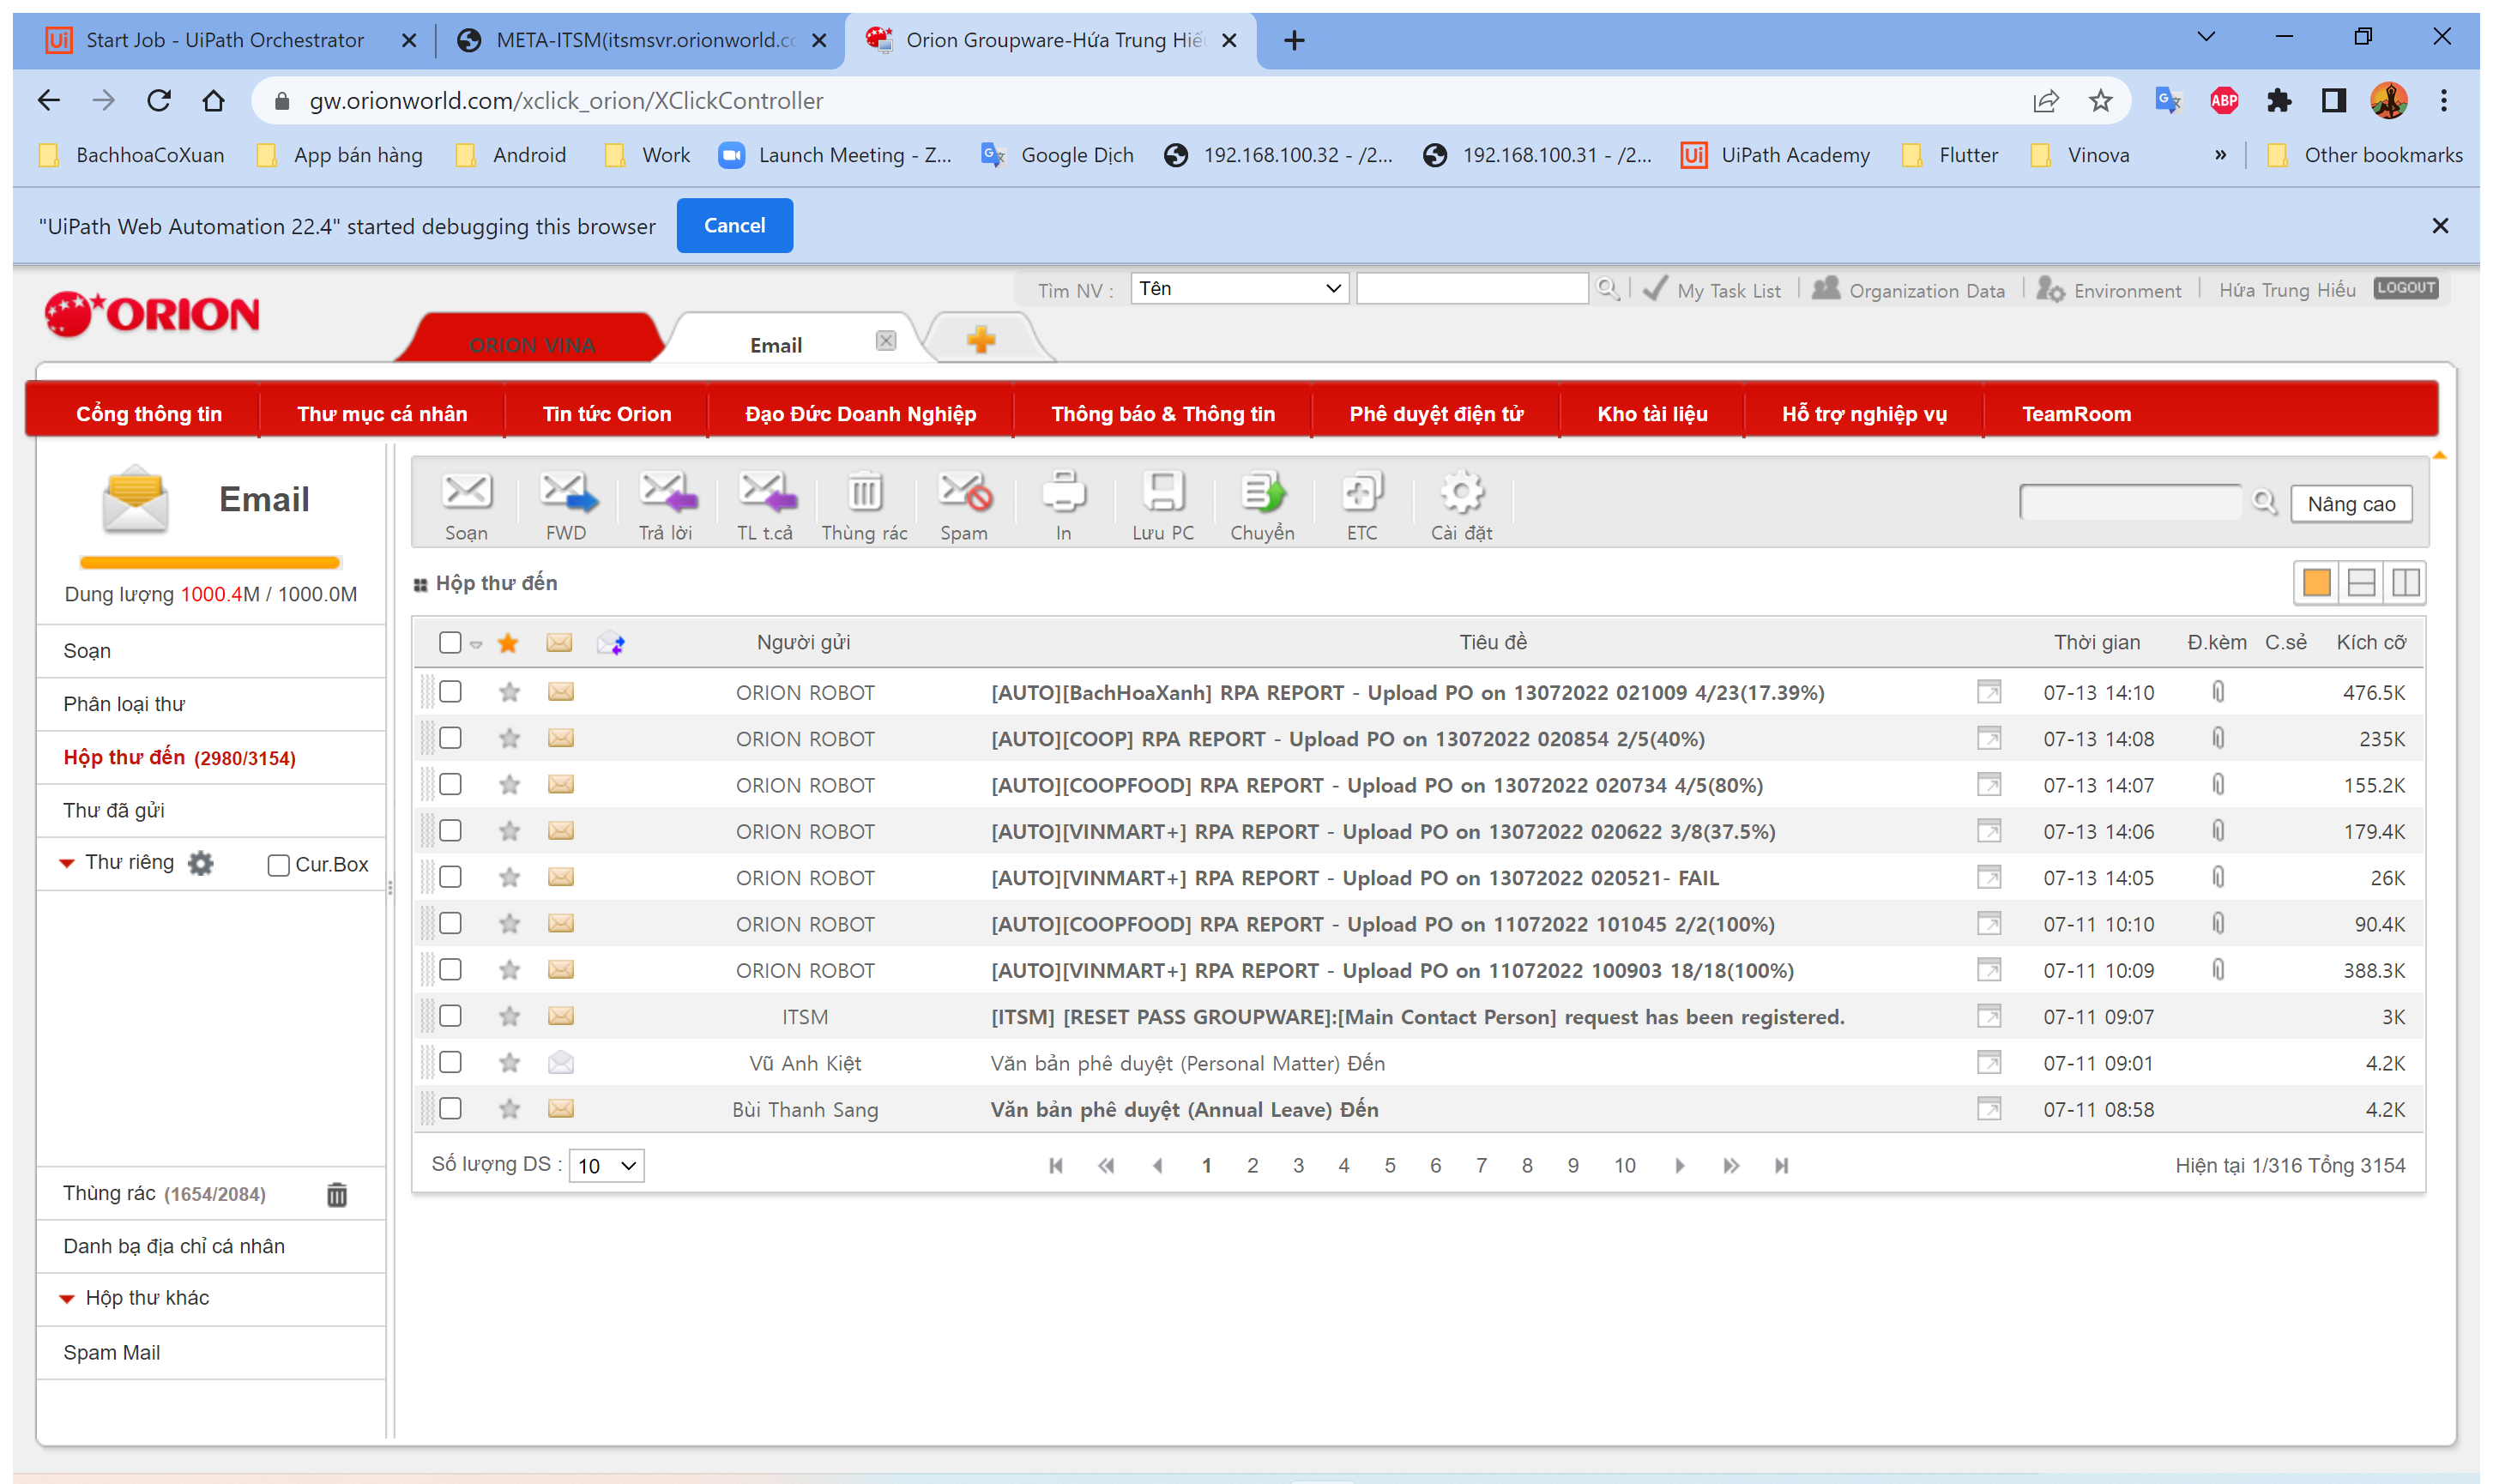 Start Job - UiPath Orchestrator
META-ITSM(itsmsvr.orionworld.co
Orion Groupware-Hứa Trung Hiếu
gw.orionworld.com/xclick_orion/XClickController
BachhoaCoXuan App bán hàng Android Work Launch Meeting - Z... Google Dịch 192.168.100.32 - /2... 192.168.100.31 - /2... UiPath Academy Flutter Vinova » Other bookmarks
"UiPath Web Automation 22.4" started debugging this browser Cancel
Tìm NV : Tên My Task List Organization Data Environment Hứa Trung Hiếu LOGOUT
ORION
ORION VINA Email
Cổng thông tin Thư mục cá nhân Tin tức Orion Đạo Đức Doanh Nghiệp Thông báo & Thông tin Phê duyệt điện tử Kho tài liệu Hỗ trợ nghiệp vụ TeamRoom
Email
Dung lượng 1000.4M / 1000.0M
Soạn
Phân loại thư
Hộp thư đến (2980/3154)
Thư đã gửi
Thư riêng Cur.Box
Thùng rác (1654/2084)
Danh bạ địa chỉ cá nhân
Hộp thư khác
Spam Mail
Soạn FWD Trả lời TL t.cả Thùng rác Spam In Lưu PC Chuyển ETC Cài đặt Nâng cao
Hộp thư đến
Người gửi Tiêu đề Thời gian Đ.kèm C.sẻ Kích cỡ
ORION ROBOT [AUTO][BachHoaXanh] RPA REPORT - Upload PO on 13072022 021009 4/23(17.39%) 07-13 14:10 476.5K
ORION ROBOT [AUTO][COOP] RPA REPORT - Upload PO on 13072022 020854 2/5(40%) 07-13 14:08 235K
ORION ROBOT [AUTO][COOPFOOD] RPA REPORT - Upload PO on 13072022 020734 4/5(80%) 07-13 14:07 155.2K
ORION ROBOT [AUTO][VINMART+] RPA REPORT - Upload PO on 13072022 020622 3/8(37.5%) 07-13 14:06 179.4K
ORION ROBOT [AUTO][VINMART+] RPA REPORT - Upload PO on 13072022 020521- FAIL 07-13 14:05 26K
ORION ROBOT [AUTO][COOPFOOD] RPA REPORT - Upload PO on 11072022 101045 2/2(100%) 07-11 10:10 90.4K
ORION ROBOT [AUTO][VINMART+] RPA REPORT - Upload PO on 11072022 100903 18/18(100%) 07-11 10:09 388.3K
ITSM [ITSM] [RESET PASS GROUPWARE]:[Main Contact Person] request has been registered. 07-11 09:07 3K
Vũ Anh Kiệt Văn bản phê duyệt (Personal Matter) Đến 07-11 09:01 4.2K
Bùi Thanh Sang Văn bản phê duyệt (Annual Leave) Đến 07-11 08:58 4.2K
Số lượng DS : 10 1 2 3 4 5 6 7 8 9 10 Hiện tại 1/316 Tổng 3154